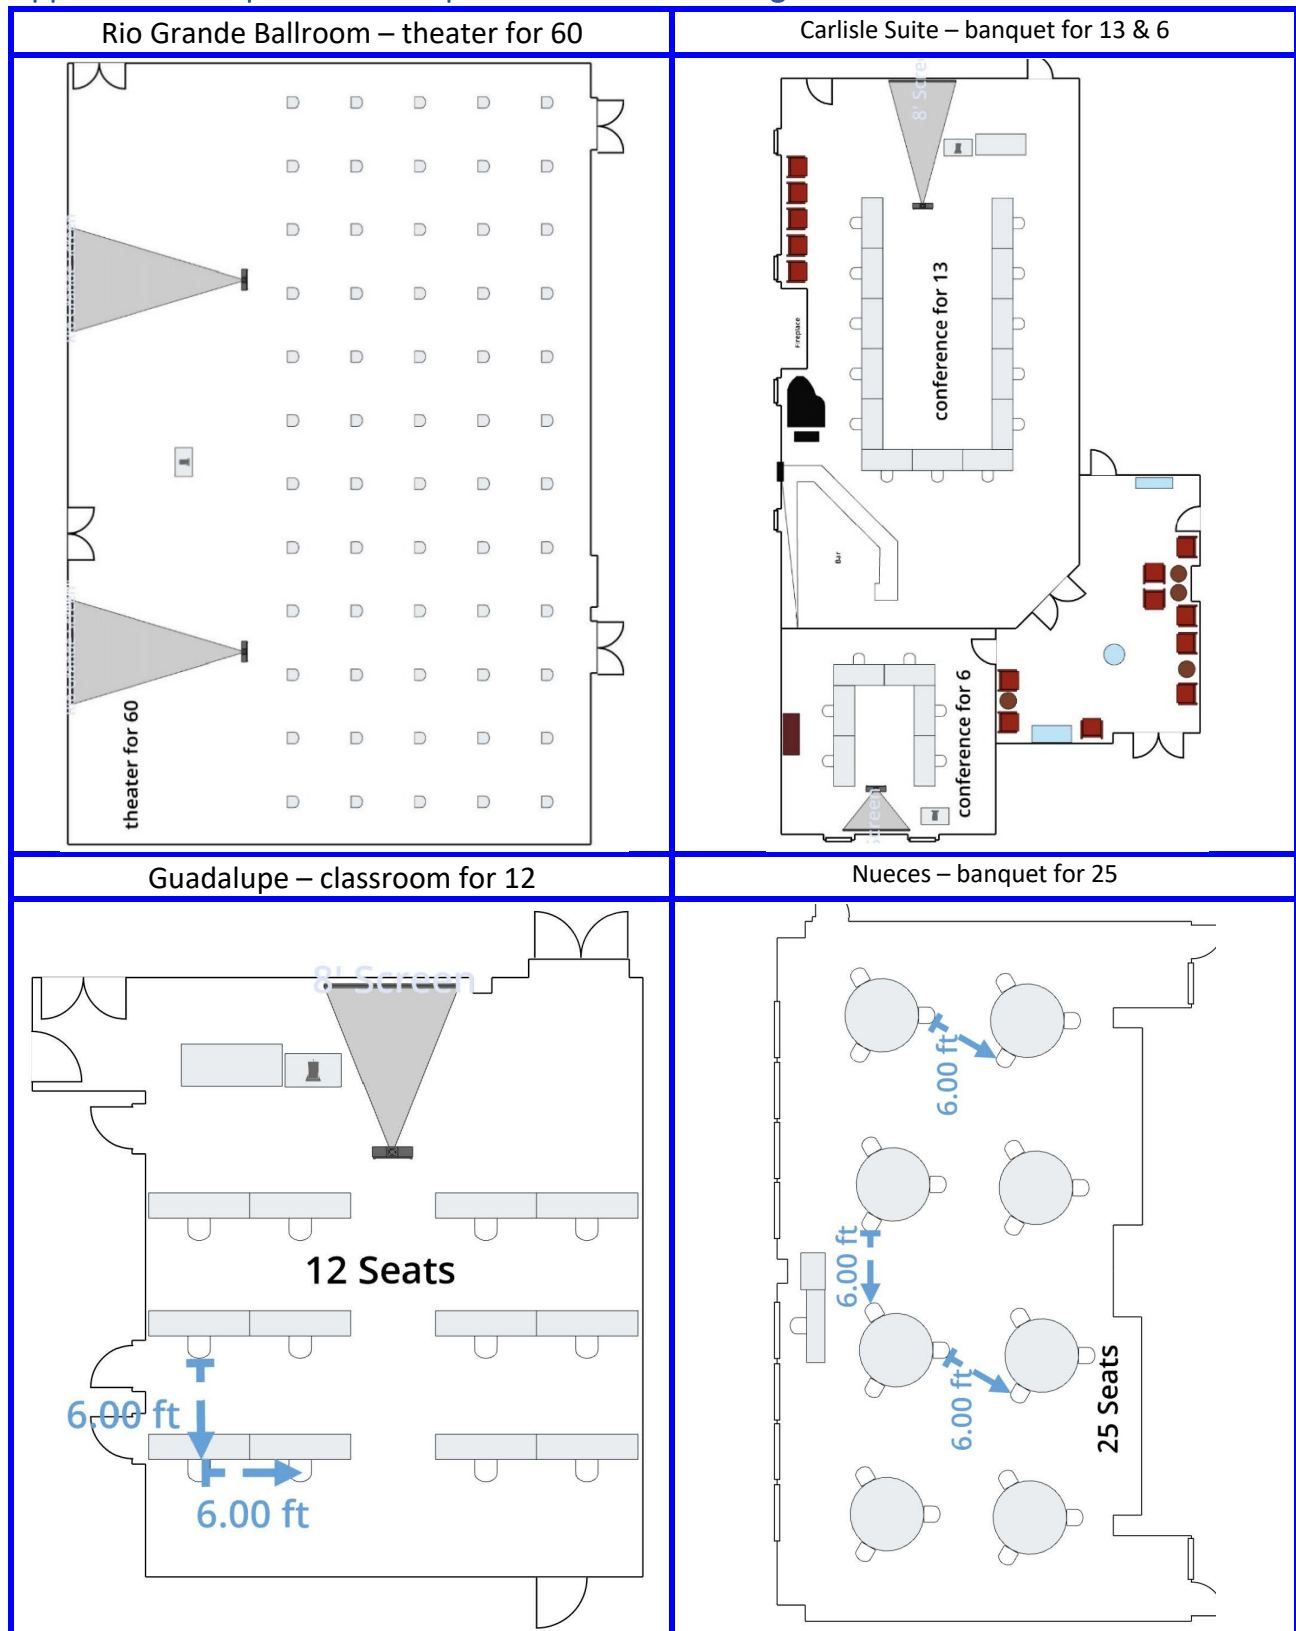 Rio Grande Ballroom – theater for 60
Carlisle Suite – banquet for 13 & 6
theater for 60
8' Screen
Fireplace
conference for 13
Bar
conference for 6
Screen
Guadalupe – classroom for 12
Nueces – banquet for 25
8' Screen
12 Seats
6.00 ft
6.00 ft
6.00 ft
6.00 ft
6.00 ft
25 Seats